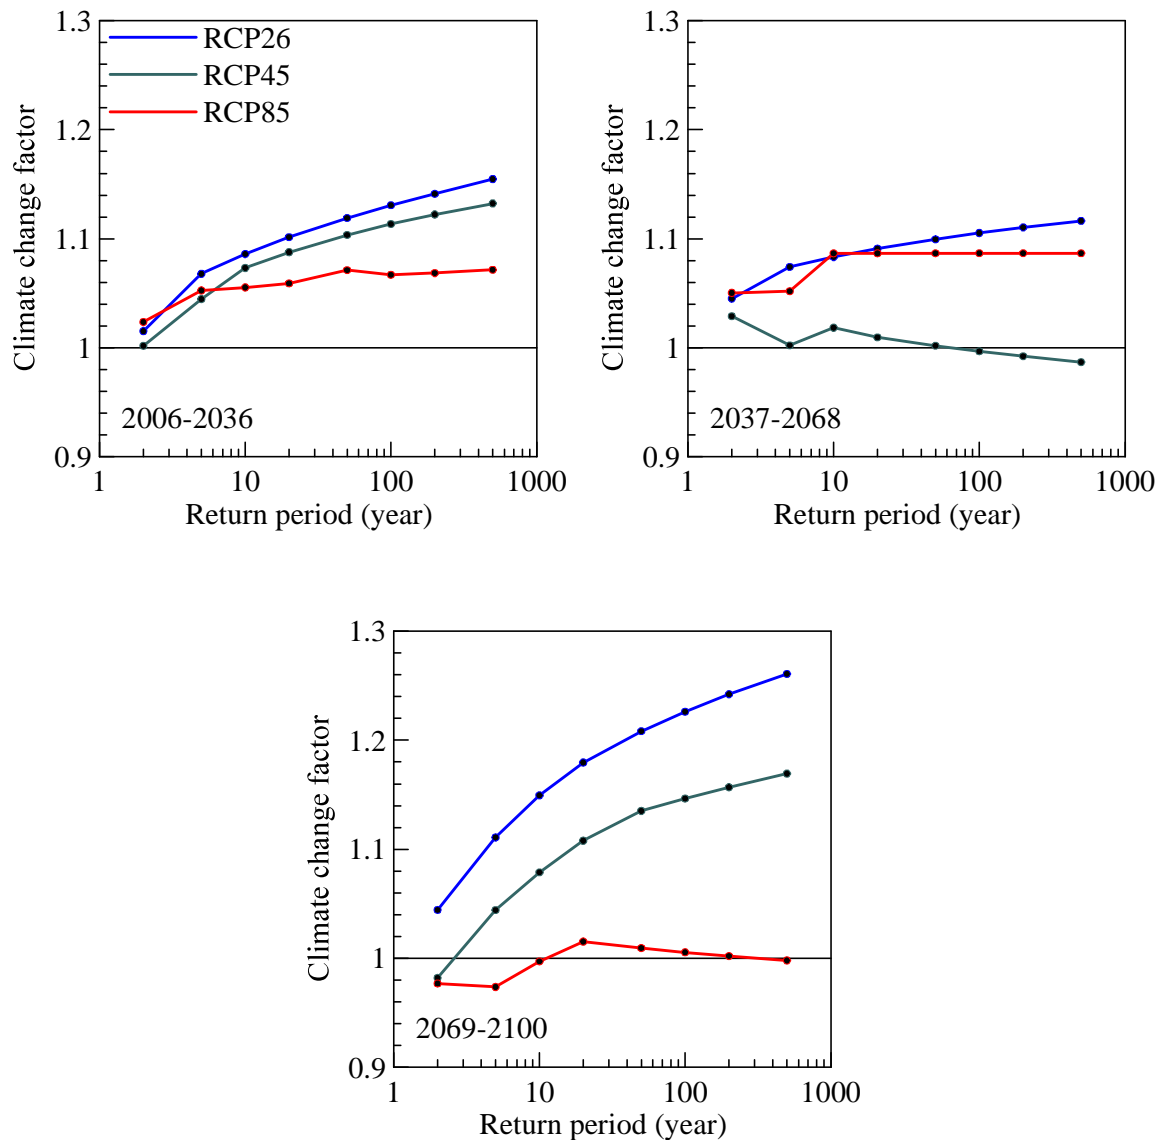 1.3
1.2
1.1
1
0.9
Climate change factor
RCP26
RCP45
RCP85
2006-2036
1 10 100 1000
Return period (year)
1.3
1.2
1.1
1
0.9
Climate change factor
2037-2068
1 10 100 1000
Return period (year)
1.3
1.2
1.1
1
0.9
Climate change factor
2069-2100
1 10 100 1000
Return period (year)